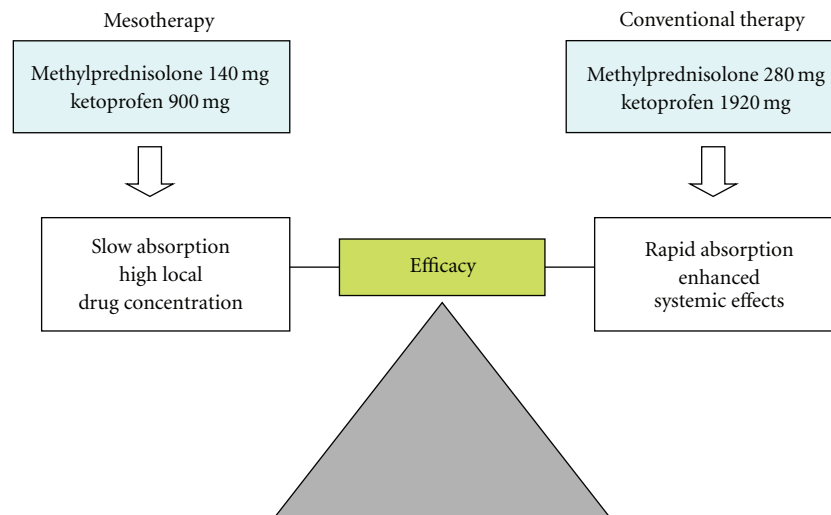 Mesotherapy
Methylprednisolone 140 mg
ketoprofen 900 mg
Slow absorption
high local
drug concentration
Efficacy
Conventional therapy
Methylprednisolone 280 mg
ketoprofen 1920 mg
Rapid absorption
enhanced
systemic effects